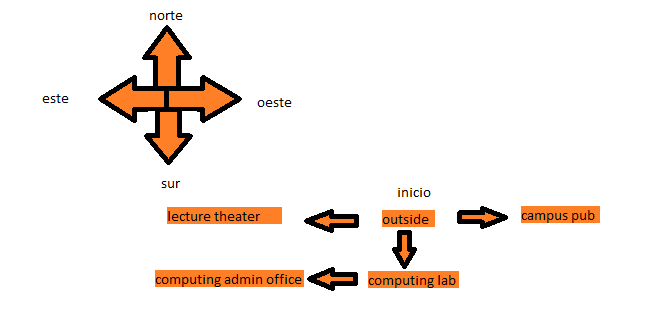 norte
este
oeste
sur
inicio
lecture theater
outside
campus pub
computing admin office
computing lab